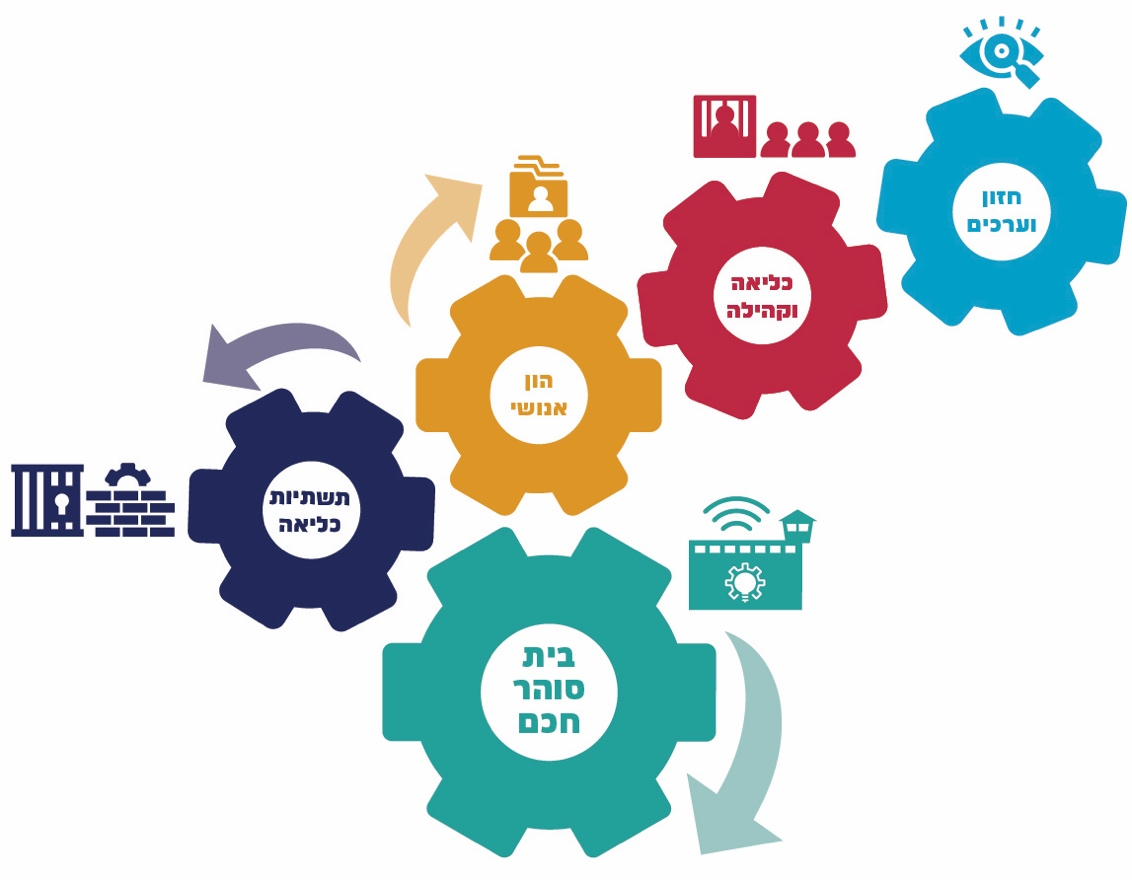 חזון
וערכים
כליאה
וקהילה
הון
אנושי
תשתיות
כליאה
בית
סוהר
חכם